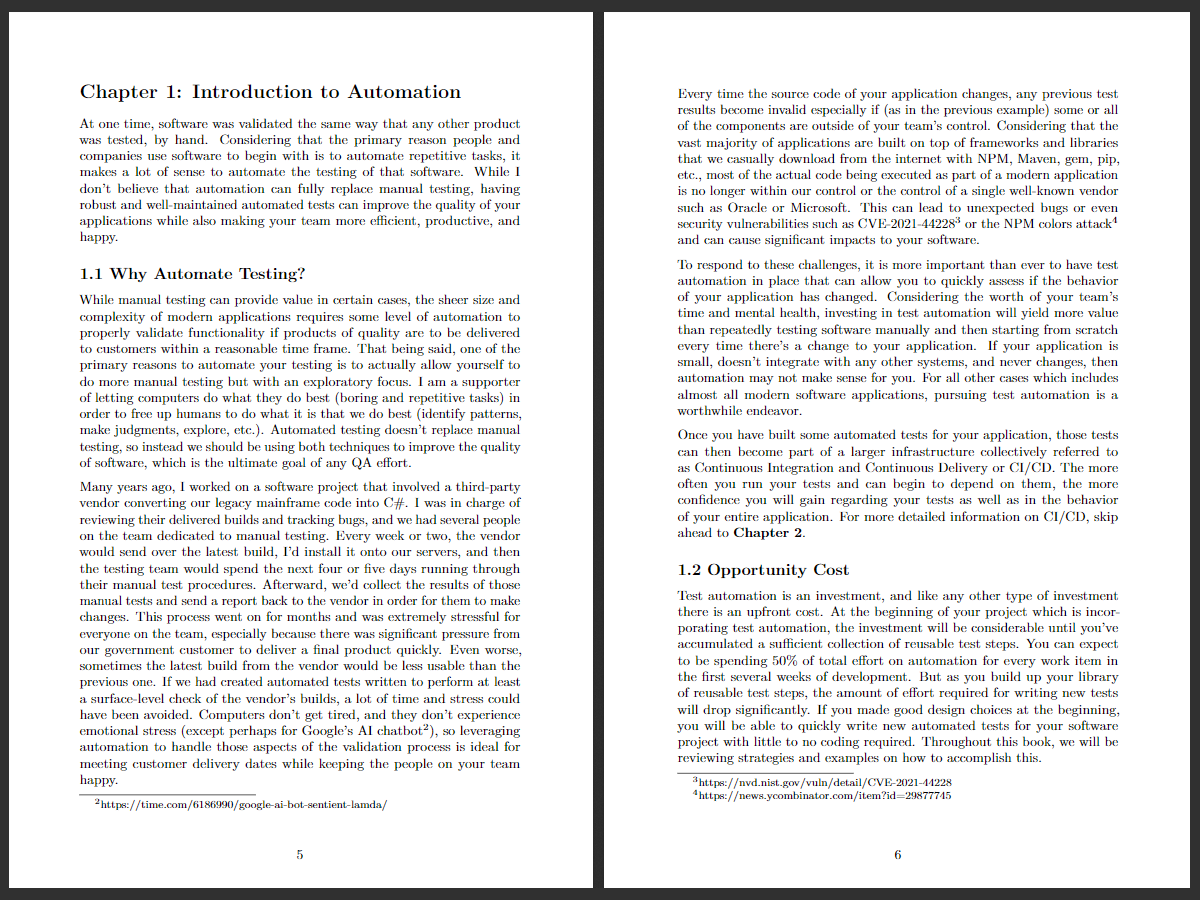 Chapter 1: Introduction to Automation
At one time, software was validated the same way that any other product
was tested, by hand. Considering that the primary reason people and
companies use software to begin with is to automate repetitive tasks, it
makes a lot of sense to automate the testing of that software. While I
don't believe that automation can fully replace manual testing, having
robust and well-maintained automated tests can improve the quality of your
applications while also making your team more efficient, productive, and
happy.
1.1 Why Automate Testing?
While manual testing can provide value in certain cases, the sheer size and
complexity of modern applications requires some level of automation to
properly validate functionality if products of quality are to be delivered
to customers within a reasonable time frame. That being said, one of the
primary reasons to automate your testing is to actually allow yourself to
do more manual testing but with an exploratory focus. I am a supporter
of letting computers do what they do best (boring and repetitive tasks) in
order to free up humans to do what it is that we do best (identify patterns,
make judgments, explore, etc.). Automated testing doesn't replace manual
testing, so instead we should be using both techniques to improve the quality
of software, which is the ultimate goal of any QA effort.
Many years ago, I worked on a software project that involved a third-party
vendor converting our legacy mainframe code into C#. I was in charge of
reviewing their delivered builds and tracking bugs, and we had several people
on the team dedicated to manual testing. Every week or two, the vendor
would send over the latest build, I'd install it onto our servers, and then
the testing team would spend the next four or five days running through
their manual test procedures. Afterward, we'd collect the results of those
manual tests and send a report back to the vendor in order for them to make
changes. This process went on for months and was extremely stressful for
everyone on the team, especially because there was significant pressure from
our government customer to deliver a final product quickly. Even worse,
sometimes the latest build from the vendor would be less usable than the
previous one. If we had created automated tests written to perform at least
a surface-level check of the vendor's builds, a lot of time and stress could
have been avoided. Computers don't get tired, and they don't experience
emotional stress (except perhaps for Google's AI chatbot²), so leveraging
automation to handle those aspects of the validation process is ideal for
meeting customer delivery dates while keeping the people on your team
happy.
²https://time.com/6186990/google-ai-bot-sentient-lamda/
5
Every time the source code of your application changes, any previous test
results become invalid especially if (as in the previous example) some or all
of the components are outside of your team's control. Considering that the
vast majority of applications are built on top of frameworks and libraries
that we casually download from the internet with NPM, Maven, gem, pip,
etc., most of the actual code being executed as part of a modern application
is no longer within our control or the control of a single well-known vendor
such as Oracle or Microsoft. This can lead to unexpected bugs or even
security vulnerabilities such as CVE-2021-44228³ or the NPM colors attack⁴
and can cause significant impacts to your software.
To respond to these challenges, it is more important than ever to have test
automation in place that can allow you to quickly assess if the behavior
of your application has changed. Considering the worth of your team's
time and mental health, investing in test automation will yield more value
than repeatedly testing software manually and then starting from scratch
every time there's a change to your application. If your application is
small, doesn't integrate with any other systems, and never changes, then
automation may not make sense for you. For all other cases which includes
almost all modern software applications, pursuing test automation is a
worthwhile endeavor.
Once you have built some automated tests for your application, those tests
can then become part of a larger infrastructure collectively referred to
as Continuous Integration and Continuous Delivery or CI/CD. The more
often you run your tests and can begin to depend on them, the more
confidence you will gain regarding your tests as well as in the behavior
of your entire application. For more detailed information on CI/CD, skip
ahead to Chapter 2.
1.2 Opportunity Cost
Test automation is an investment, and like any other type of investment
there is an upfront cost. At the beginning of your project which is incor-
porating test automation, the investment will be considerable until you've
accumulated a sufficient collection of reusable test steps. You can expect
to be spending 50% of total effort on automation for every work item in
the first several weeks of development. But as you build up your library
of reusable test steps, the amount of effort required for writing new tests
will drop significantly. If you made good design choices at the beginning,
you will be able to quickly write new automated tests for your software
project with little to no coding required. Throughout this book, we will be
reviewing strategies and examples on how to accomplish this.
³https://nvd.nist.gov/vuln/detail/CVE-2021-44228
⁴https://news.ycombinator.com/item?id=29877745
6